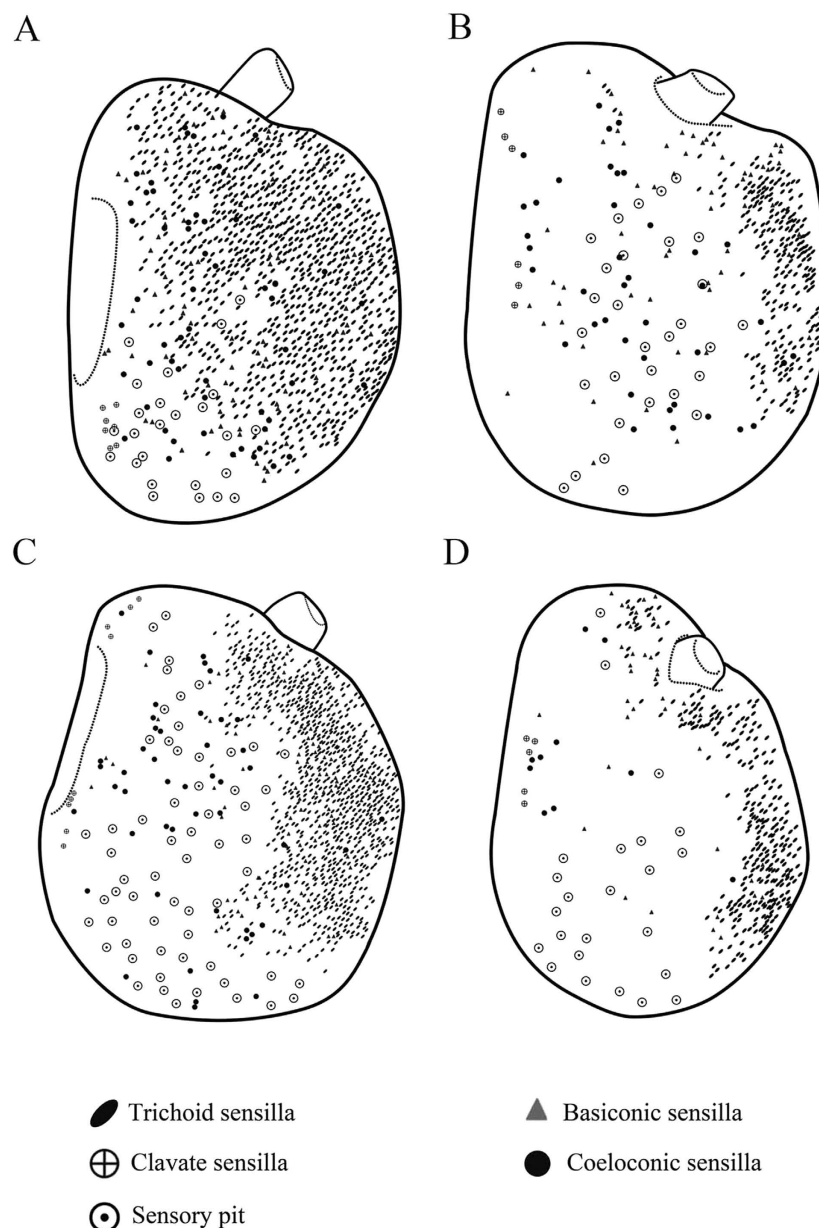 A
B
C
D
Trichoid sensilla
Basiconic sensilla
Clavate sensilla
Coeloconic sensilla
Sensory pit